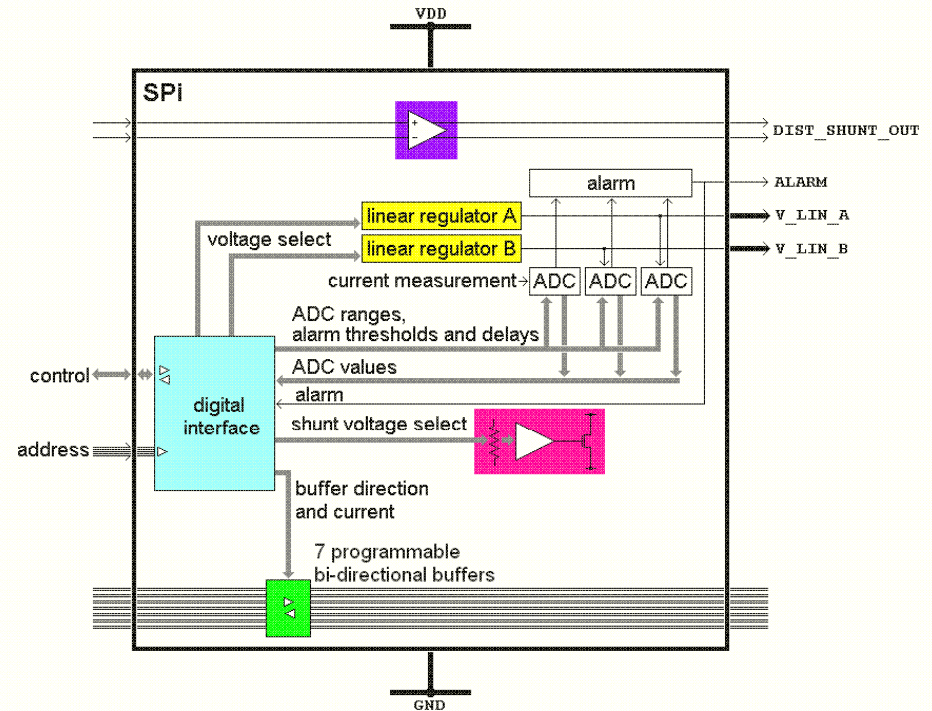 VDD
SPi
+
-
DIST_SHUNT_OUT
alarm
ALARM
linear regulator A
V_LIN_A
voltage select
linear regulator B
V_LIN_B
current measurement
ADC
ADC
ADC
ADC ranges,
alarm thresholds and delays
control
ADC values
alarm
digital
interface
shunt voltage select
address
buffer direction
and current
7 programmable
bi-directional buffers
GND